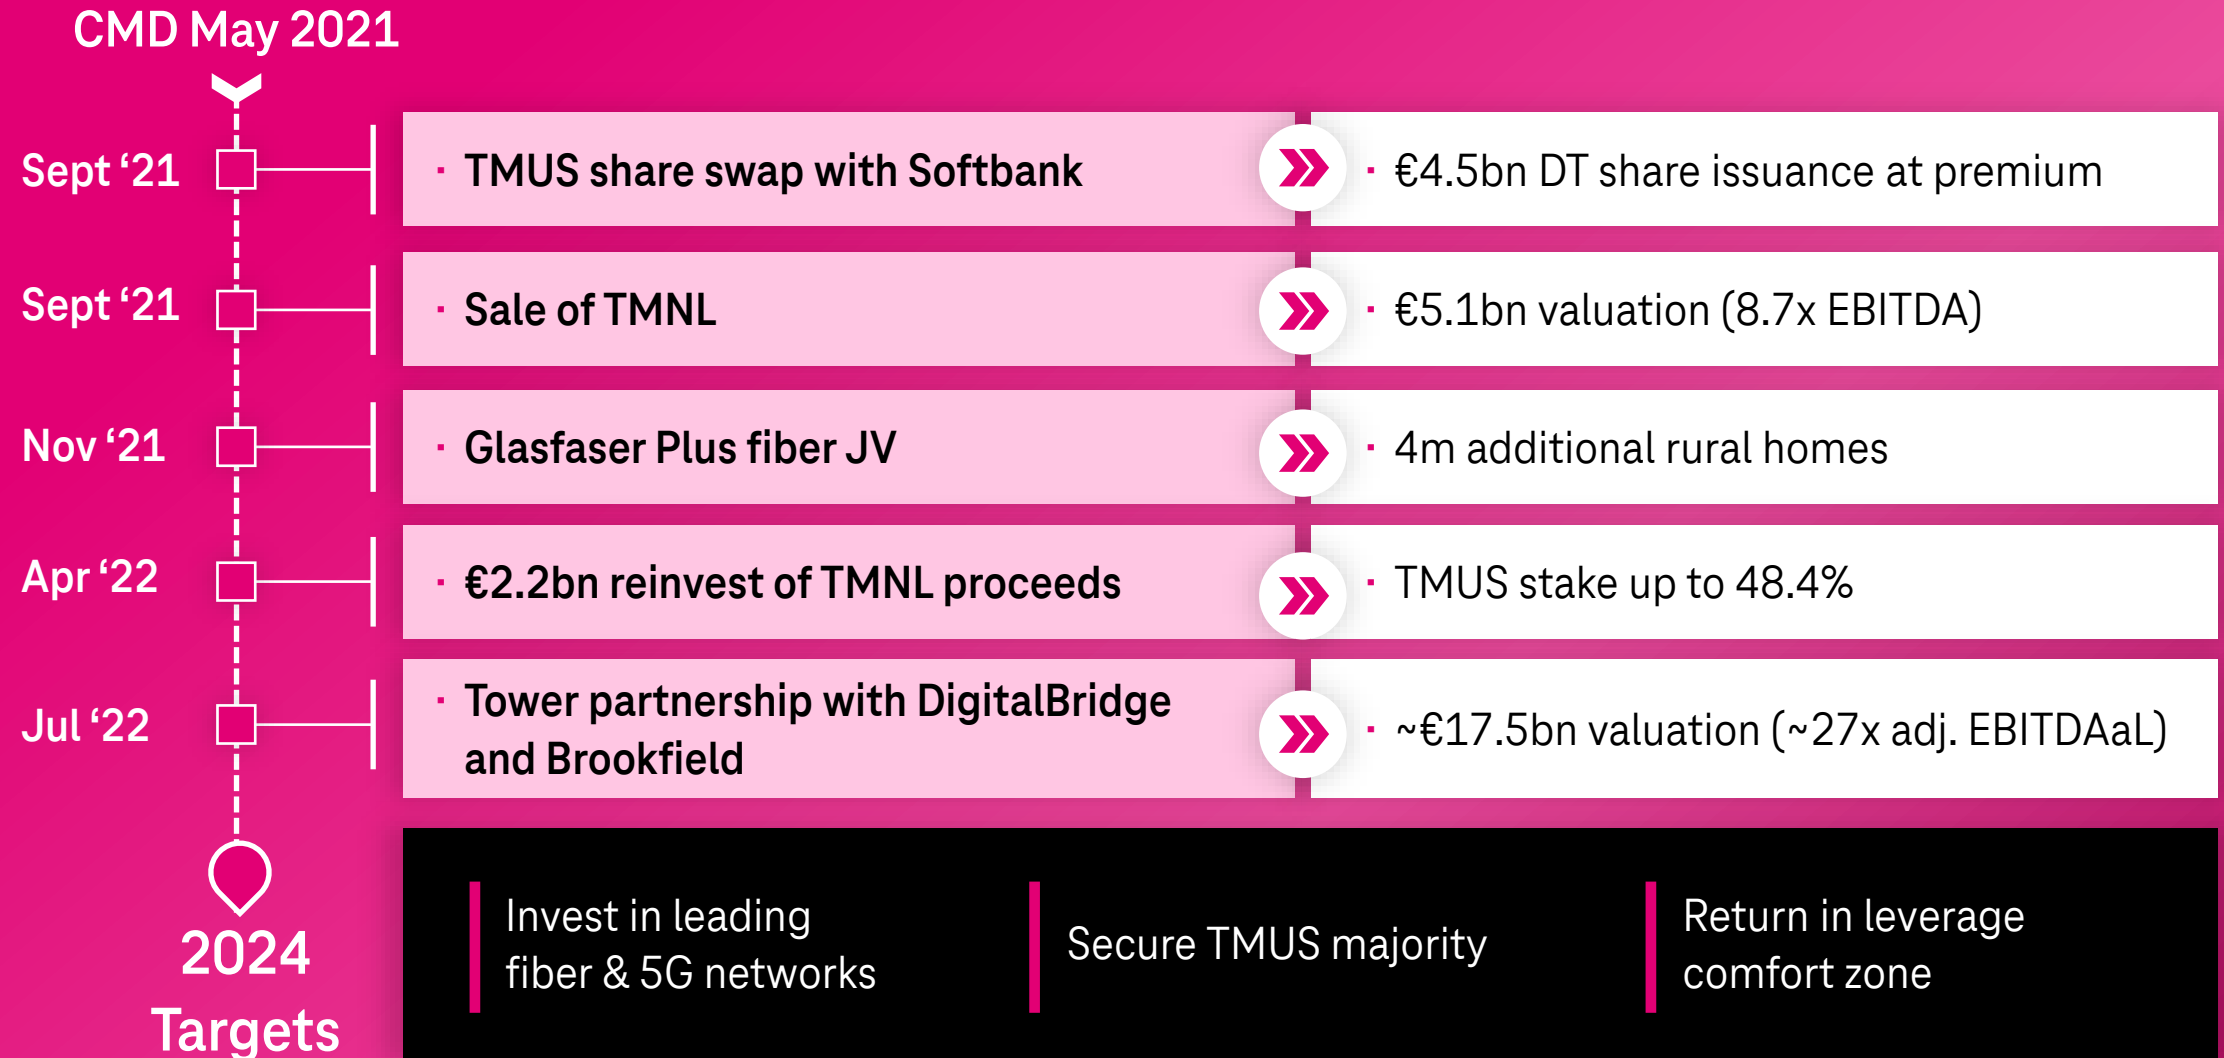 CMD May 2021
Sept ‘21
· TMUS share swap with Softbank
· €4.5bn DT share issuance at premium
Sept ‘21
· Sale of TMNL
· €5.1bn valuation (8.7x EBITDA)
Nov ‘21
· Glasfaser Plus fiber JV
· 4m additional rural homes
Apr ‘22
· €2.2bn reinvest of TMNL proceeds
· TMUS stake up to 48.4%
Jul ‘22
· Tower partnership with DigitalBridge
and Brookfield
· ~€17.5bn valuation (~27x adj. EBITDAaL)
2024
Targets
Invest in leading
fiber & 5G networks
Secure TMUS majority
Return in leverage
comfort zone